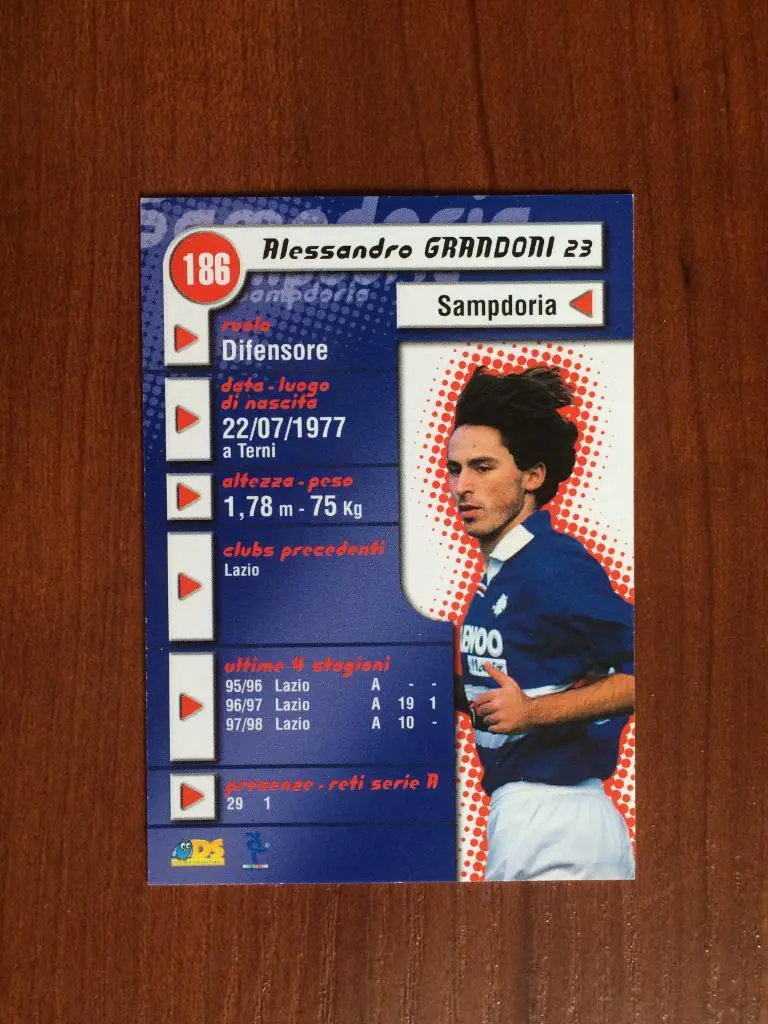 sampdoria
186
Alessandro GRANDONI 23
sampdoria
Sampdoria
ruolo
Difensore
data - luogo
di nascita
22/07/1977
a Terni
altezza - peso
1,78 m - 75 Kg
clubs precedenti
Lazio
ultime 4 stagioni
95/96 Lazio A - -
96/97 Lazio A 19 1
97/98 Lazio A 10 -
presenze - reti serie A
29 1
EWOO
DS